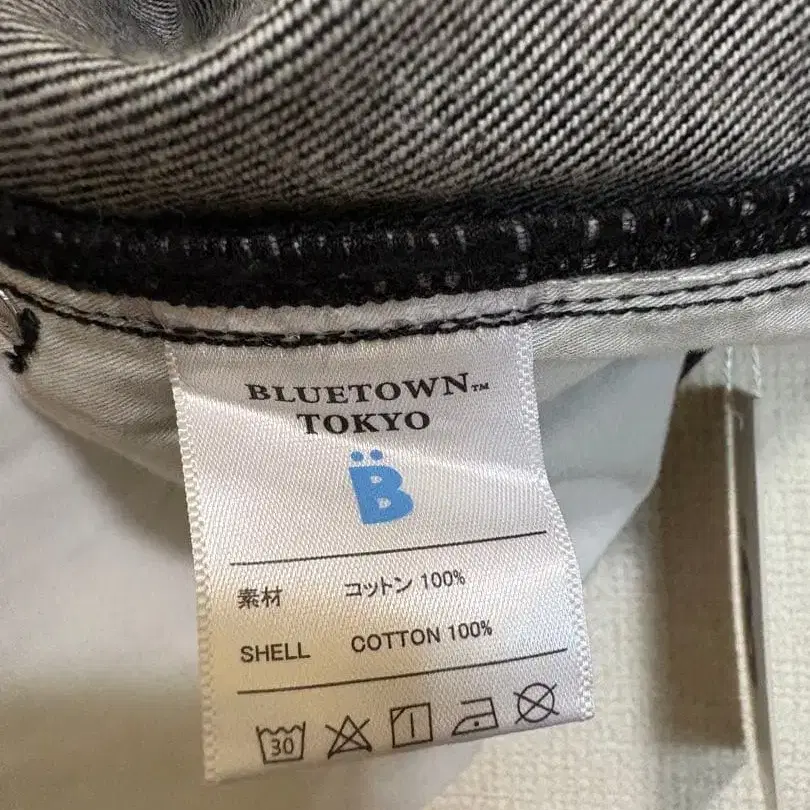 BLUETOWN™
TOKYO
B̈
素材 コットン 100%
SHELL COTTON 100%
30